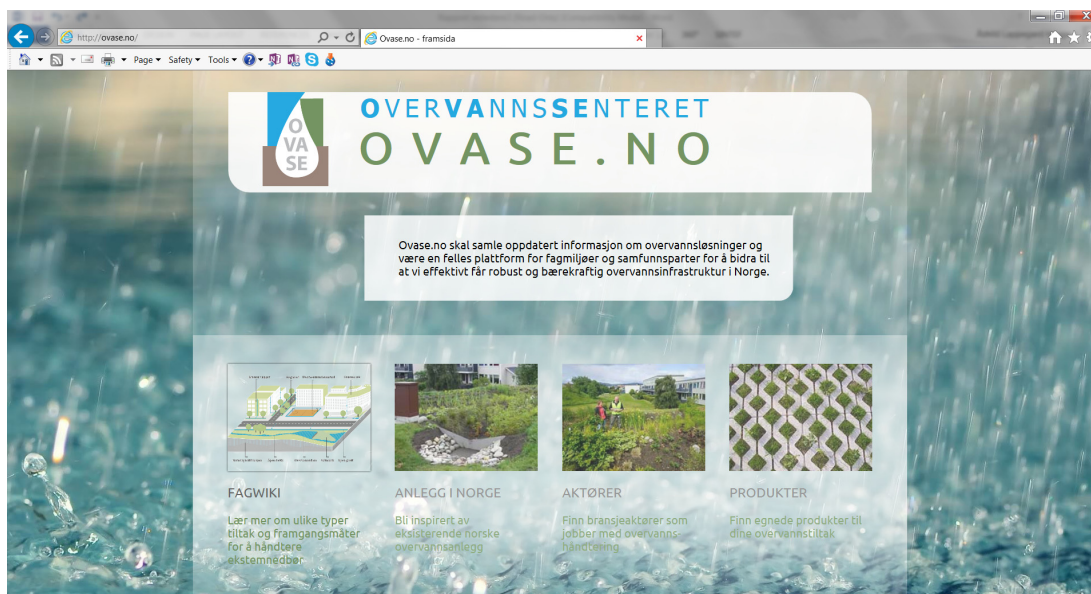 http://ovase.no/
Ovase.no - framsida
Page
Safety
Tools
O
VA
SE
OVERVANNSSENTERET
OVASE.NO
Ovase.no skal samle oppdatert informasjon om overvannsløsninger og
være en felles plattform for fagmiljøer og samfunnsparter for å bidra til
at vi effektivt får robust og bærekraftig overvannsinfrastruktur i Norge.
FAGWIKI
Lær mer om ulike typer
tiltak og framgangsmåter
for å håndtere
ekstemnedbør
ANLEGG I NORGE
Bli inspirert av
eksisterende norske
overvannsanlegg
AKTØRER
Finn bransjeaktører som
jobber med overvanns-
håndtering
PRODUKTER
Finn egnede produkter til
dine overvannstiltak